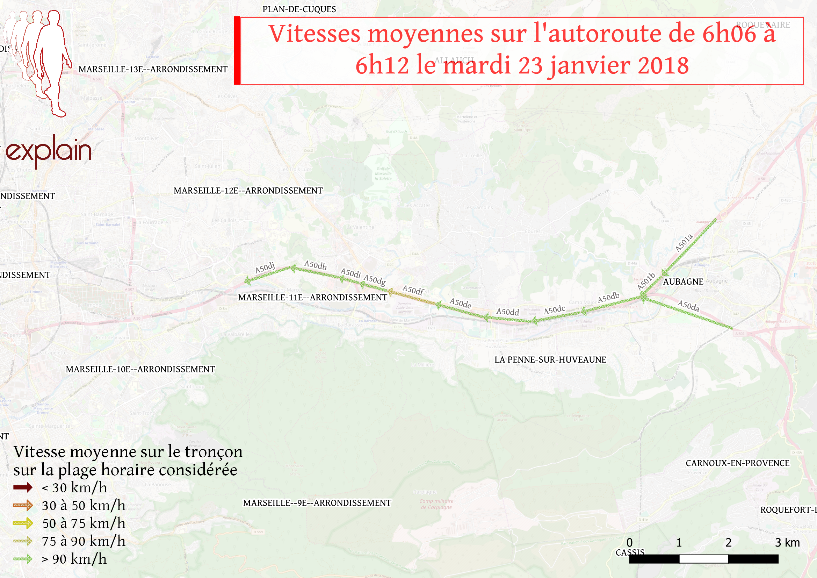 PLAN-DE-CUQUES
Vitesses moyennes sur l'autoroute de 6h06 à
6h12 le mardi 23 janvier 2018
MARSEILLE-13E--ARRONDISSEMENT
explain
MARSEILLE-12E--ARRONDISSEMENT
NDISSEMENT
A501a
A50dj
A50dh
A50di
A50dg
A50df
A50de
A50dd
A50dc
A50db
A501b
A50da
NDISSEMENT
AUBAGNE
MARSEILLE-11E--ARRONDISSEMENT
LA PENNE-SUR-HUVEAUNE
MARSEILLE-10E--ARRONDISSEMENT
NT
Vitesse moyenne sur le tronçon
sur la plage horaire considérée
< 30 km/h
30 à 50 km/h
50 à 75 km/h
75 à 90 km/h
> 90 km/h
CARNOUX-EN-PROVENCE
MARSEILLE--9E--ARRONDISSEMENT
ROQUEFORT-L
0 1 2 3 km
CASSIS